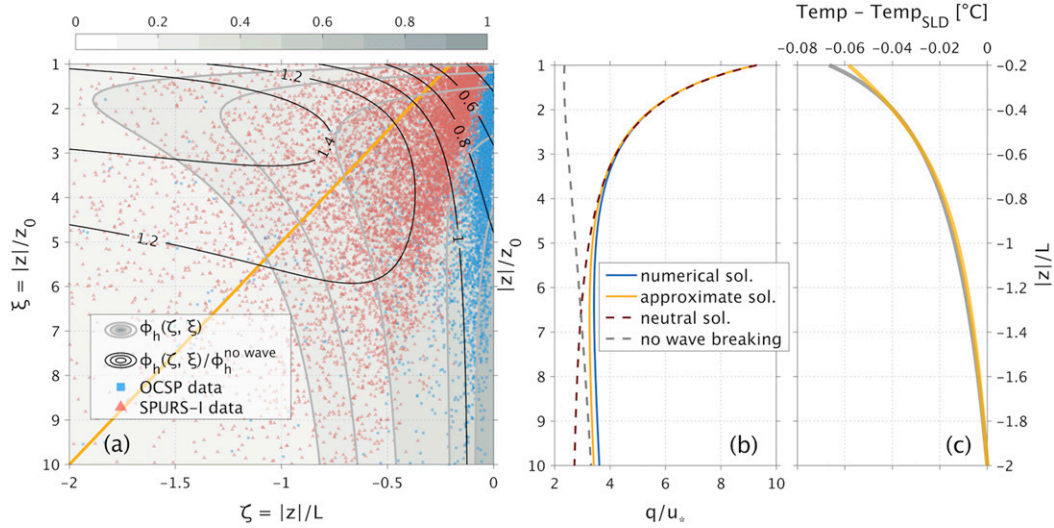 0 0.2 0.4 0.6 0.8 1
1 2 3 4 5 6 7 8 9 10
ξ = |z|/z₀
1.2 0.6 0.8 1.4 1.2 1
ϕₕ(ζ, ξ)
ϕₕ(ζ, ξ)/ϕₕⁿᵒ ʷᵃᵛᵉ
OCSP data
SPURS-I data
(a)
-2 -1.5 -1 -0.5 0
ζ = |z|/L
1 2 3 4 5 6 7 8 9 10
|z|/z₀
numerical sol.
approximate sol.
neutral sol.
no wave breaking
(b)
2 4 6 8 10
q/u⁎
Temp − Temp_SLD [°C]
-0.08 -0.06 -0.04 -0.02 0
-0.2 -0.4 -0.6 -0.8 -1 -1.2 -1.4 -1.6 -1.8 -2
|z|/L
(c)